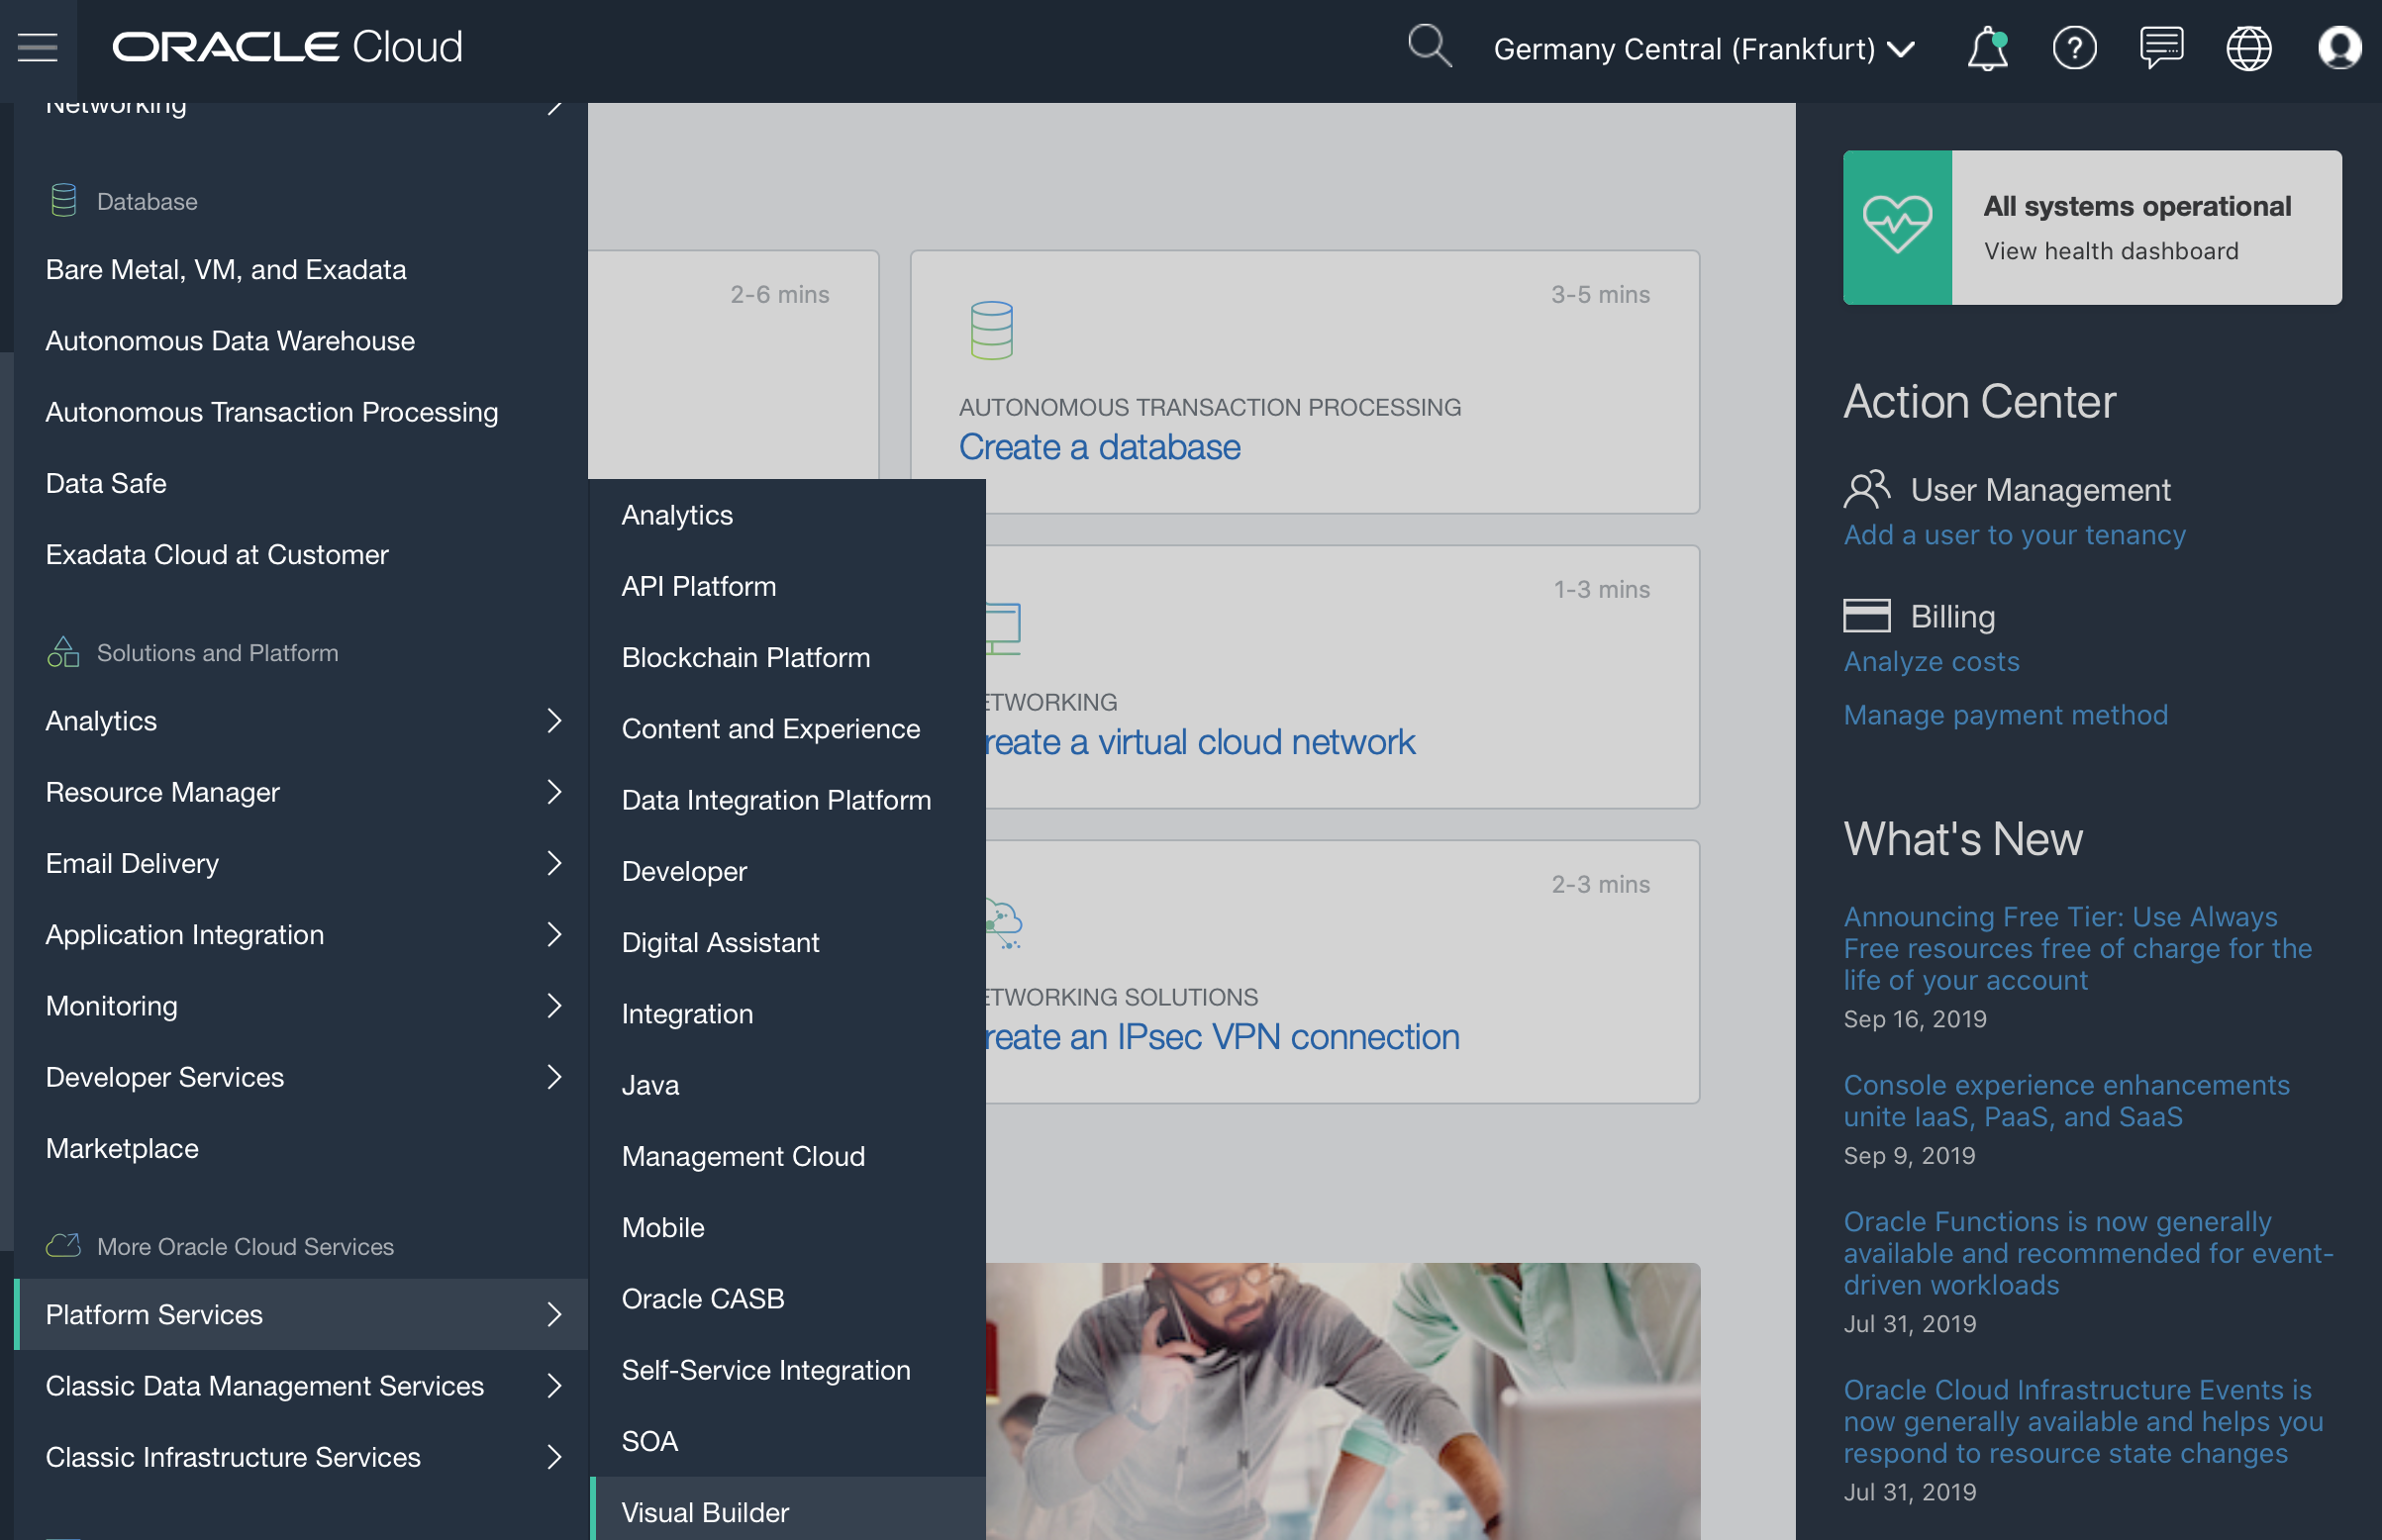 ORACLE Cloud
Germany Central (Frankfurt)
Networking
Database
Bare Metal, VM, and Exadata
Autonomous Data Warehouse
Autonomous Transaction Processing
Data Safe
Exadata Cloud at Customer
Solutions and Platform
Analytics
Resource Manager
Email Delivery
Application Integration
Monitoring
Developer Services
Marketplace
More Oracle Cloud Services
Platform Services
Classic Data Management Services
Classic Infrastructure Services
Analytics
API Platform
Blockchain Platform
Content and Experience
Data Integration Platform
Developer
Digital Assistant
Integration
Java
Management Cloud
Mobile
Oracle CASB
Self-Service Integration
SOA
Visual Builder
2-6 mins
3-5 mins
AUTONOMOUS TRANSACTION PROCESSING
Create a database
1-3 mins
ETWORKING
reate a virtual cloud network
2-3 mins
ETWORKING SOLUTIONS
reate an IPsec VPN connection
All systems operational
View health dashboard
Action Center
User Management
Add a user to your tenancy
Billing
Analyze costs
Manage payment method
What's New
Announcing Free Tier: Use Always
Free resources free of charge for the
life of your account
Sep 16, 2019
Console experience enhancements
unite IaaS, PaaS, and SaaS
Sep 9, 2019
Oracle Functions is now generally
available and recommended for event-
driven workloads
Jul 31, 2019
Oracle Cloud Infrastructure Events is
now generally available and helps you
respond to resource state changes
Jul 31, 2019